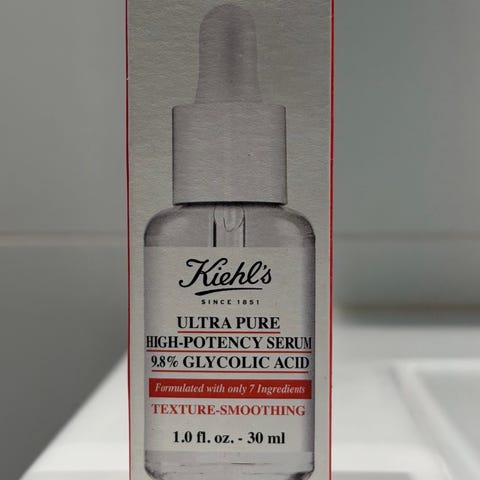 Kiehl's
SINCE 1851
ULTRA PURE
HIGH-POTENCY SERUM
9.8% GLYCOLIC ACID
Formulated with only 7 Ingredients
TEXTURE-SMOOTHING
1.0 fl. oz. - 30 ml